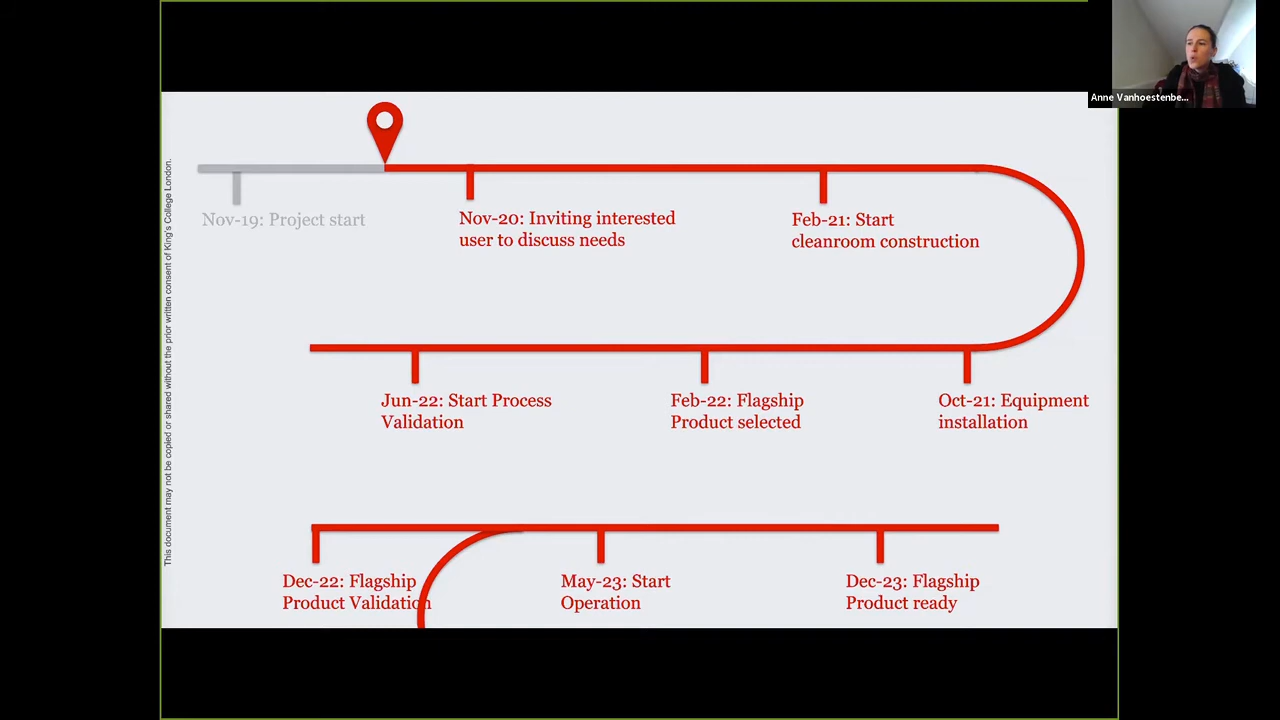 Anne Vanhoestenbe...
This document may not be copied or shared without the prior written consent of King's College London.
Nov-19: Project start
Nov-20: Inviting interested
user to discuss needs
Feb-21: Start
cleanroom construction
Jun-22: Start Process
Validation
Feb-22: Flagship
Product selected
Oct-21: Equipment
installation
Dec-22: Flagship
Product Validation
May-23: Start
Operation
Dec-23: Flagship
Product ready